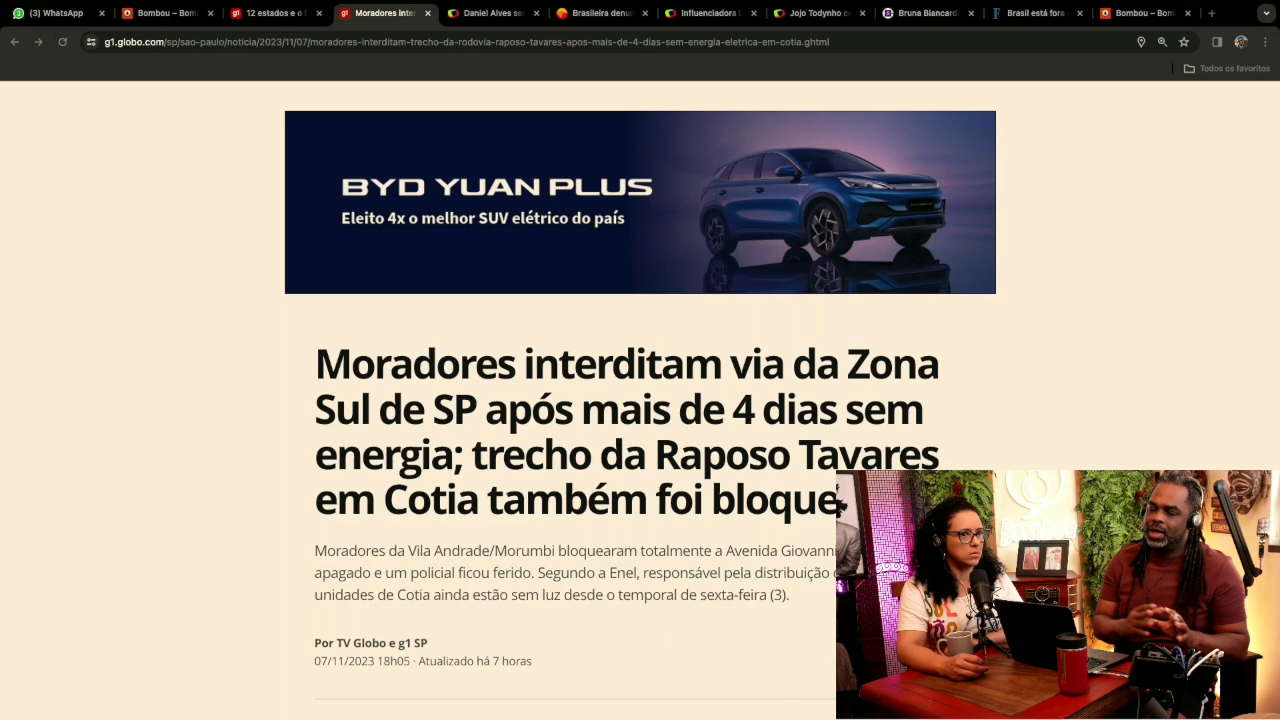 (3) WhatsApp
Bombou – Bom
12 estados e o
Moradores inte
Daniel Alves se
Brasileira denu
Influenciadora
Jojo Todynho c
Bruna Biancardi
Brasil está fora
Bombou – Bom
g1.globo.com/sp/sao-paulo/noticia/2023/11/07/moradores-interditam-trecho-da-rodovia-raposo-tavares-apos-mais-de-4-dias-sem-energia-eletrica-em-cotia.ghtml
Todos os favoritos
BYD YUAN PLUS
Eleito 4x o melhor SUV elétrico do país
Moradores interditam via da Zona
Sul de SP após mais de 4 dias sem
energia; trecho da Raposo Tavares
em Cotia também foi bloque
Moradores da Vila Andrade/Morumbi bloquearam totalmente a Avenida Giovanni
apagado e um policial ficou ferido. Segundo a Enel, responsável pela distribuição
unidades de Cotia ainda estão sem luz desde o temporal de sexta-feira (3).
Por TV Globo e g1 SP
07/11/2023 18h05 · Atualizado há 7 horas